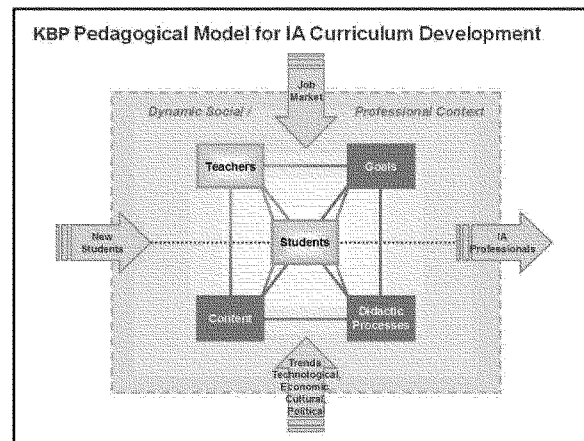 KBP Pedagogical Model for IA Curriculum Development
Job
Market
Dynamic Social /
Professional Context
Teachers
Goals
New
Students
Students
IA
Professionals
Content
Didactic
Processes
Trends
Technological,
Economic,
Cultural,
Political